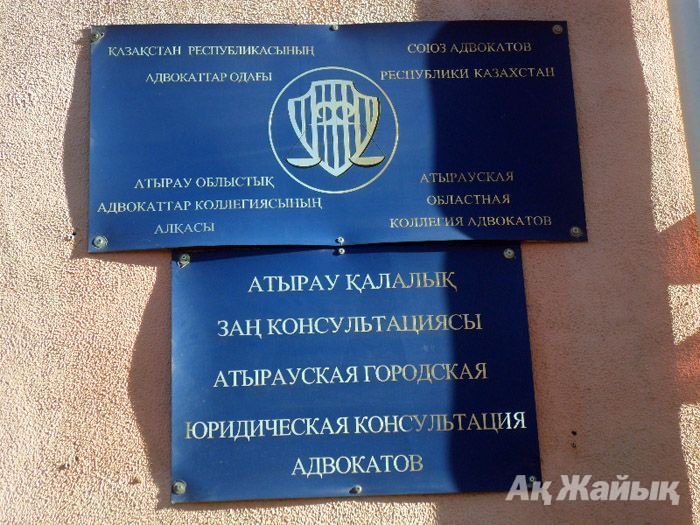 ҚАЗАҚСТАН РЕСПУБЛИКАСЫНЫҢ
АДВОКАТТАР ОДАҒЫ
СОЮЗ АДВОКАТОВ
РЕСПУБЛИКИ КАЗАХСТАН
АТЫРАУ ОБЛЫСТЫҚ
АДВОКАТТАР КОЛЛЕГИЯСЫНЫҢ
АЛҚАСЫ
АТЫРАУСКАЯ
ОБЛАСТНАЯ
КОЛЛЕГИЯ АДВОКАТОВ
АТЫРАУ ҚАЛАЛЫҚ
ЗАҢ КОНСУЛЬТАЦИЯСЫ
АТЫРАУСКАЯ ГОРОДСКАЯ
ЮРИДИЧЕСКАЯ КОНСУЛЬТАЦИЯ
АДВОКАТОВ
Ақ Жайық